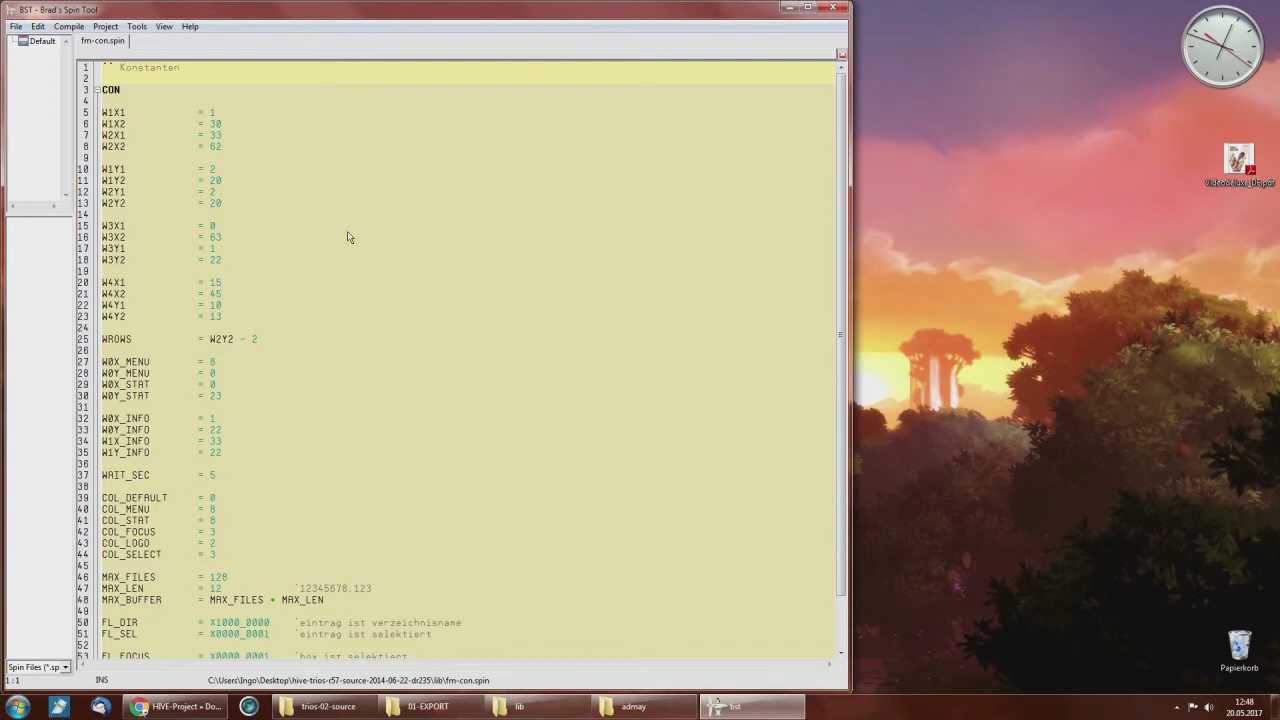 BST - Brad's Spin Tool
File Edit Compile Project Tools View Help
Default
fm-con.spin
1 '' Konstanten
2
3 CON
4
5 W1X1 = 1
6 W1X2 = 30
7 W2X1 = 33
8 W2X2 = 62
9
10 W1Y1 = 2
11 W1Y2 = 20
12 W2Y1 = 2
13 W2Y2 = 20
14
15 W3X1 = 0
16 W3X2 = 63
17 W3Y1 = 1
18 W3Y2 = 22
19
20 W4X1 = 15
21 W4X2 = 45
22 W4Y1 = 10
23 W4Y2 = 13
24
25 WROWS = W2Y2 - 2
26
27 W0X_MENU = 8
28 W0Y_MENU = 0
29 W0X_STAT = 0
30 W0Y_STAT = 23
31
32 W0X_INFO = 1
33 W0Y_INFO = 22
34 W1X_INFO = 33
35 W1Y_INFO = 22
36
37 WAIT_SEC = 5
38
39 COL_DEFAULT = 0
40 COL_MENU = 8
41 COL_STAT = 8
42 COL_FOCUS = 3
43 COL_LOGO = 2
44 COL_SELECT = 3
45
46 MAX_FILES = 128
47 MAX_LEN = 12 '12345678.123
48 MAX_BUFFER = MAX_FILES * MAX_LEN
49
50 FL_DIR = %1000_0000 'eintrag ist verzeichnisname
51 FL_SEL = %0000_0001 'eintrag ist selektiert
52
53 FL_FOCUS = %0000_0001 'box ist selektiert
Spin Files (*.sp
1 : 1 INS C:\Users\Ingo\Desktop\hive-trios-r57-source-2014-06-22-dr235\lib\fm-con.spin
Videodeluxe_DE.pdf
Papierkorb
HIVE-Project » Do...
trios-02-source
01-EXPORT
lib
admay
bst
12:48
20.05.2017